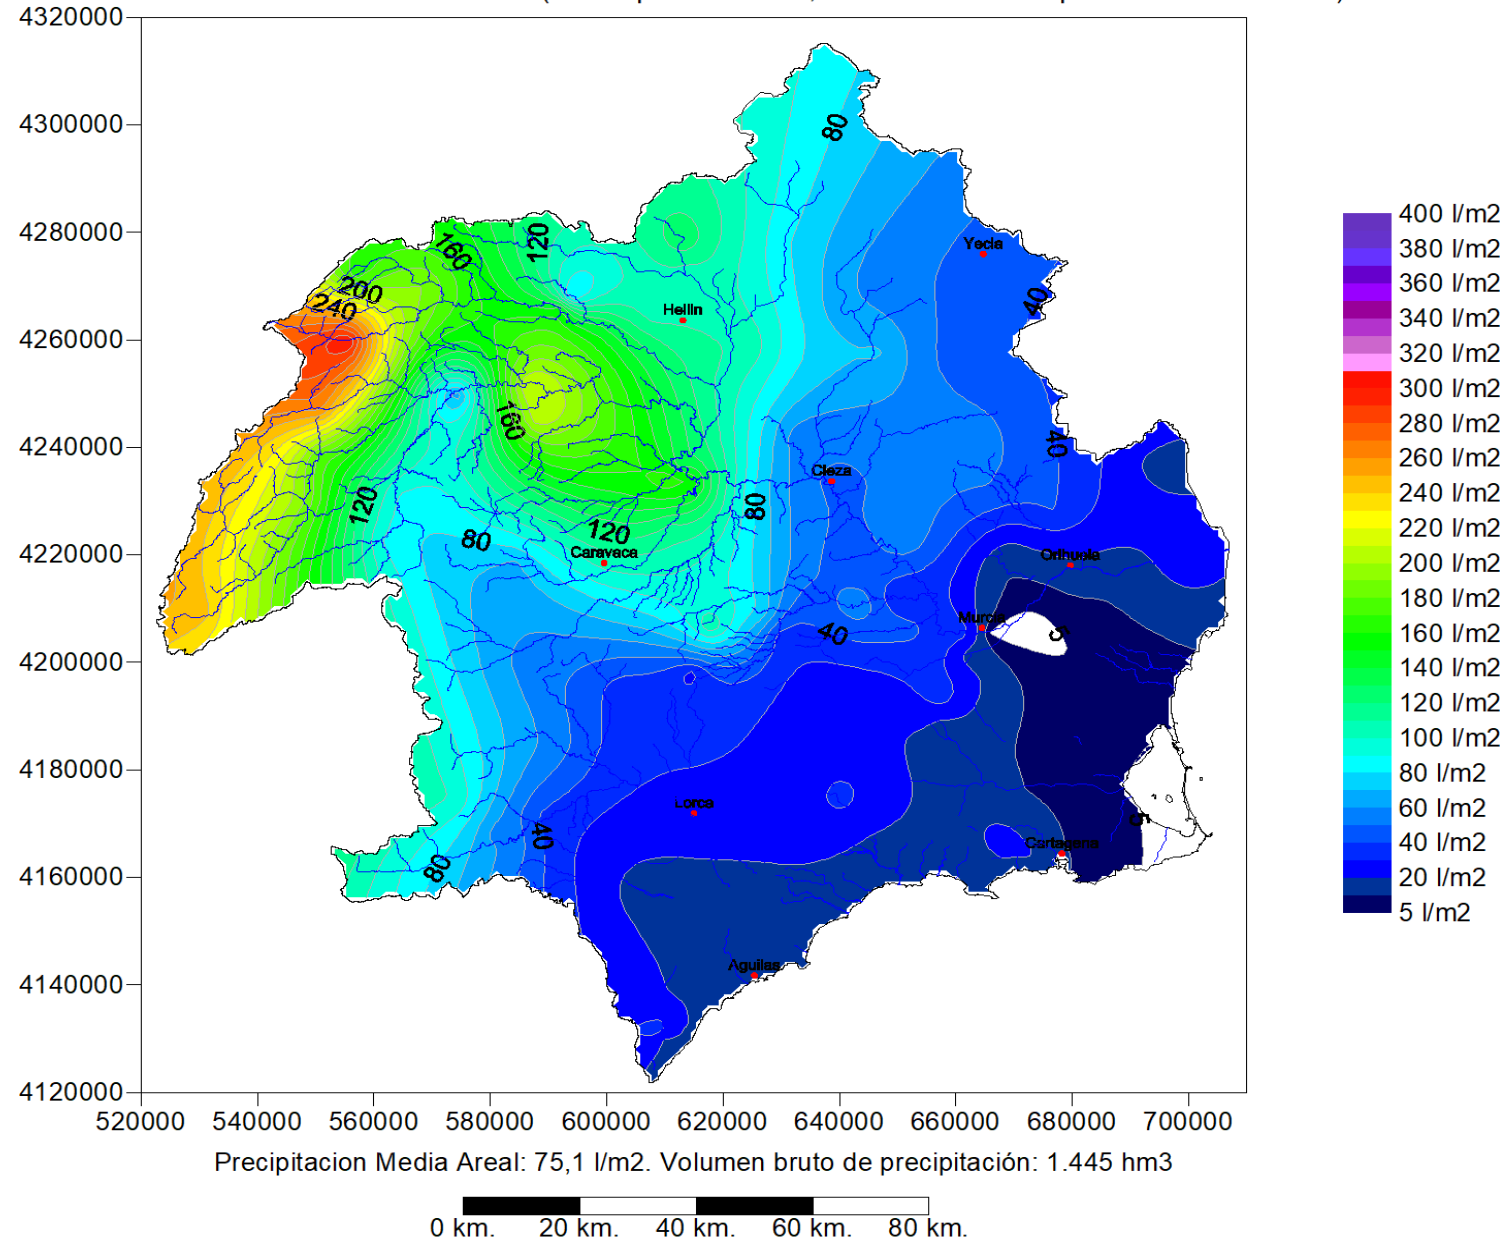 4320000
4300000
80
4280000
120
160
Yecla
200
240
40
Hellin
4260000
160
4240000
40
Cieza
120
80
80
120
Caravaca
4220000
Orihuela
Murcia
5
40
4200000
4180000
Lorca
5
40
Cartagena
80
4160000
Aguilas
4140000
4120000
520000 540000 560000 580000 600000 620000 640000 660000 680000 700000
400 l/m2
380 l/m2
360 l/m2
340 l/m2
320 l/m2
300 l/m2
280 l/m2
260 l/m2
240 l/m2
220 l/m2
200 l/m2
180 l/m2
160 l/m2
140 l/m2
120 l/m2
100 l/m2
80 l/m2
60 l/m2
40 l/m2
20 l/m2
5 l/m2
Precipitacion Media Areal: 75,1 l/m2. Volumen bruto de precipitación: 1.445 hm3
0 km. 20 km. 40 km. 60 km. 80 km.